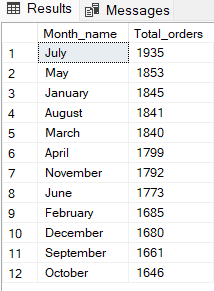 Results Messages
Month_name Total_orders
1 July 1935
2 May 1853
3 January 1845
4 August 1841
5 March 1840
6 April 1799
7 November 1792
8 June 1773
9 February 1685
10 December 1680
11 September 1661
12 October 1646